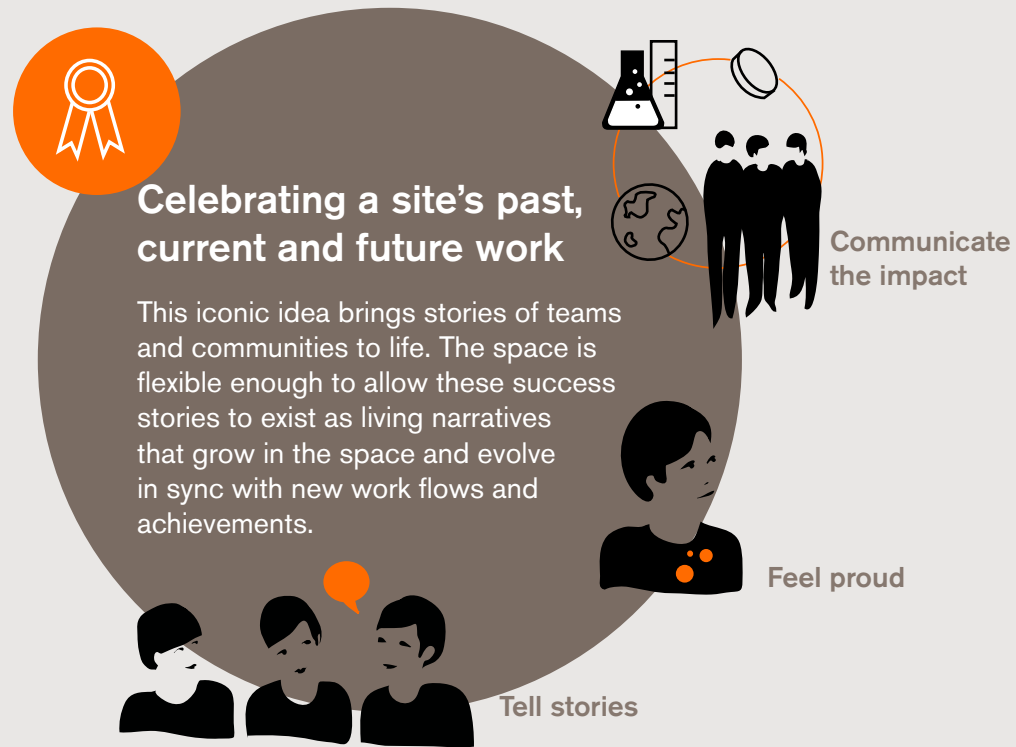 Celebrating a site’s past,
current and future work
This iconic idea brings stories of teams
and communities to life. The space is
flexible enough to allow these success
stories to exist as living narratives
that grow in the space and evolve
in sync with new work flows and
achievements.
Communicate
the impact
Feel proud
Tell stories